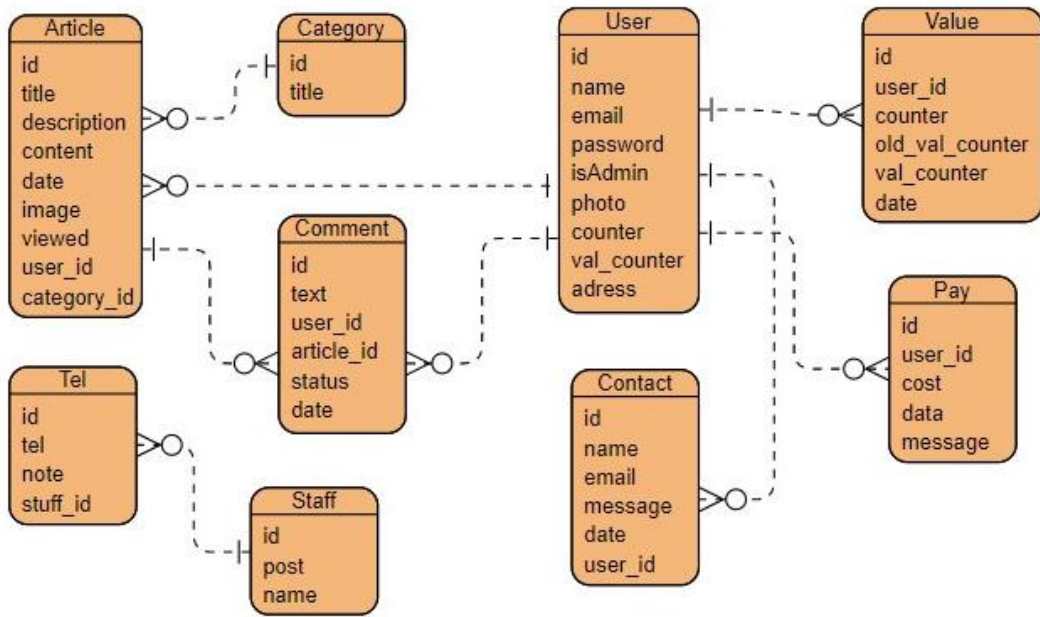 Article
id
title
description
content
date
image
viewed
user_id
category_id
Category
id
title
User
id
name
email
password
isAdmin
photo
counter
val_counter
adress
Value
id
user_id
counter
old_val_counter
val_counter
date
Comment
id
text
user_id
article_id
status
date
Pay
id
user_id
cost
data
message
Tel
id
tel
note
stuff_id
Contact
id
name
email
message
date
user_id
Staff
id
post
name